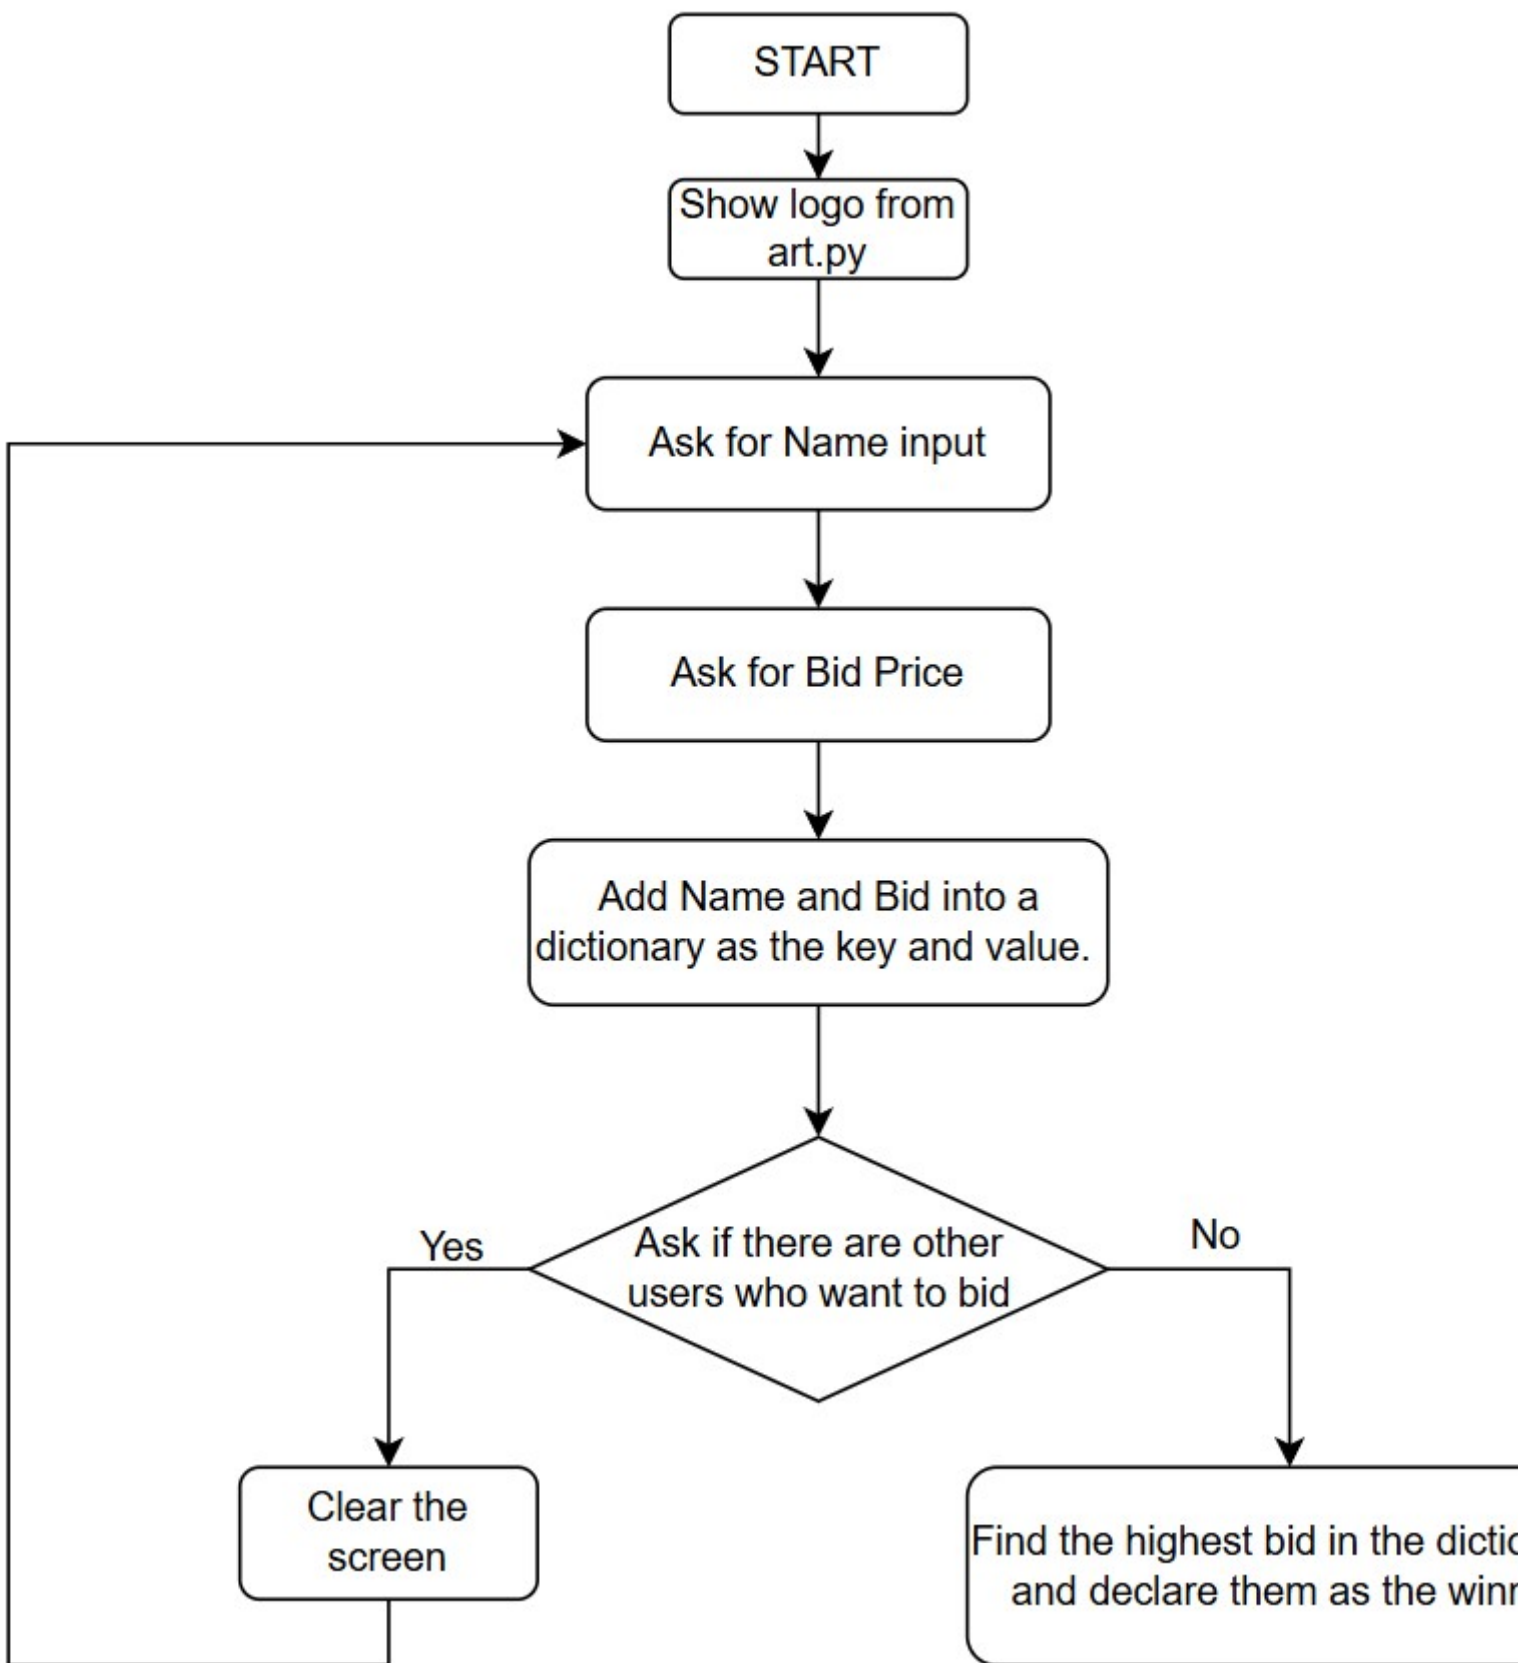 START
Show logo from
art.py
Ask for Name input
Ask for Bid Price
Add Name and Bid into a
dictionary as the key and value.
Ask if there are other
users who want to bid
Yes
No
Clear the
screen
Find the highest bid in the
and declare them as the